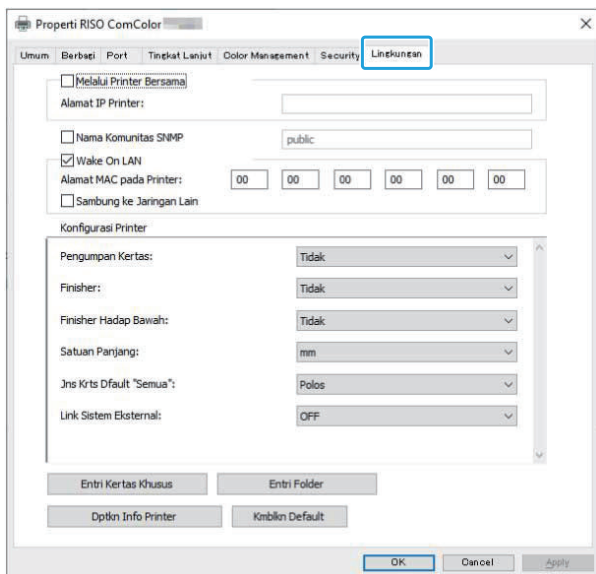 Properti RISO ComColor
Umum Berbagi Port Tingkat Lanjut Color Management Security Lingkungan
Melalui Printer Bersama
Alamat IP Printer:
Nama Komunitas SNMP public
Wake On LAN
Alamat MAC pada Printer: 00 00 00 00 00 00
Sambung ke Jaringan Lain
Konfigurasi Printer
Pengumpan Kertas: Tidak
Finisher: Tidak
Finisher Hadap Bawah: Tidak
Satuan Panjang: mm
Jns Krts Dfault "Semua": Polos
Link Sistem Eksternal: OFF
Entri Kertas Khusus Entri Folder
Dptkn Info Printer Kmblkn Default
OK Cancel Apply